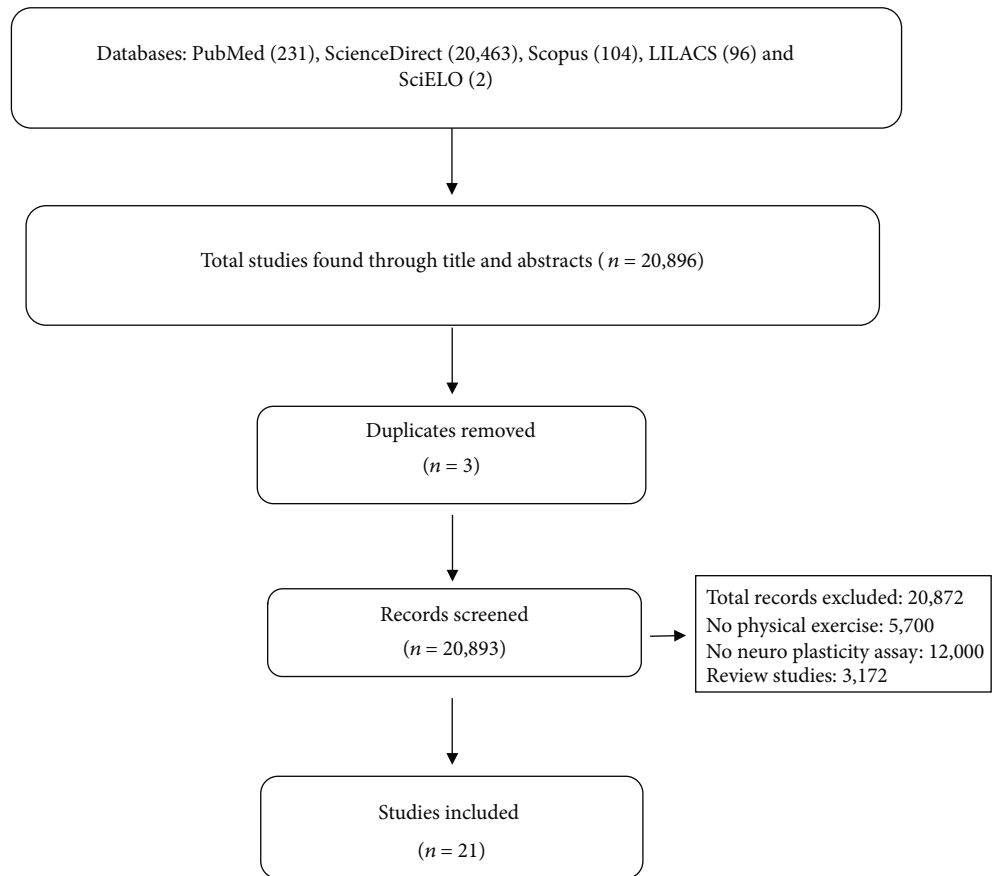 Databases: PubMed (231), ScienceDirect (20,463), Scopus (104), LILACS (96) and
SciELO (2)
Total studies found through title and abstracts ( n = 20,896)
Duplicates removed
(n = 3)
Records screened
(n = 20,893)
Total records excluded: 20,872
No physical exercise: 5,700
No neuro plasticity assay: 12,000
Review studies: 3,172
Studies included
(n = 21)